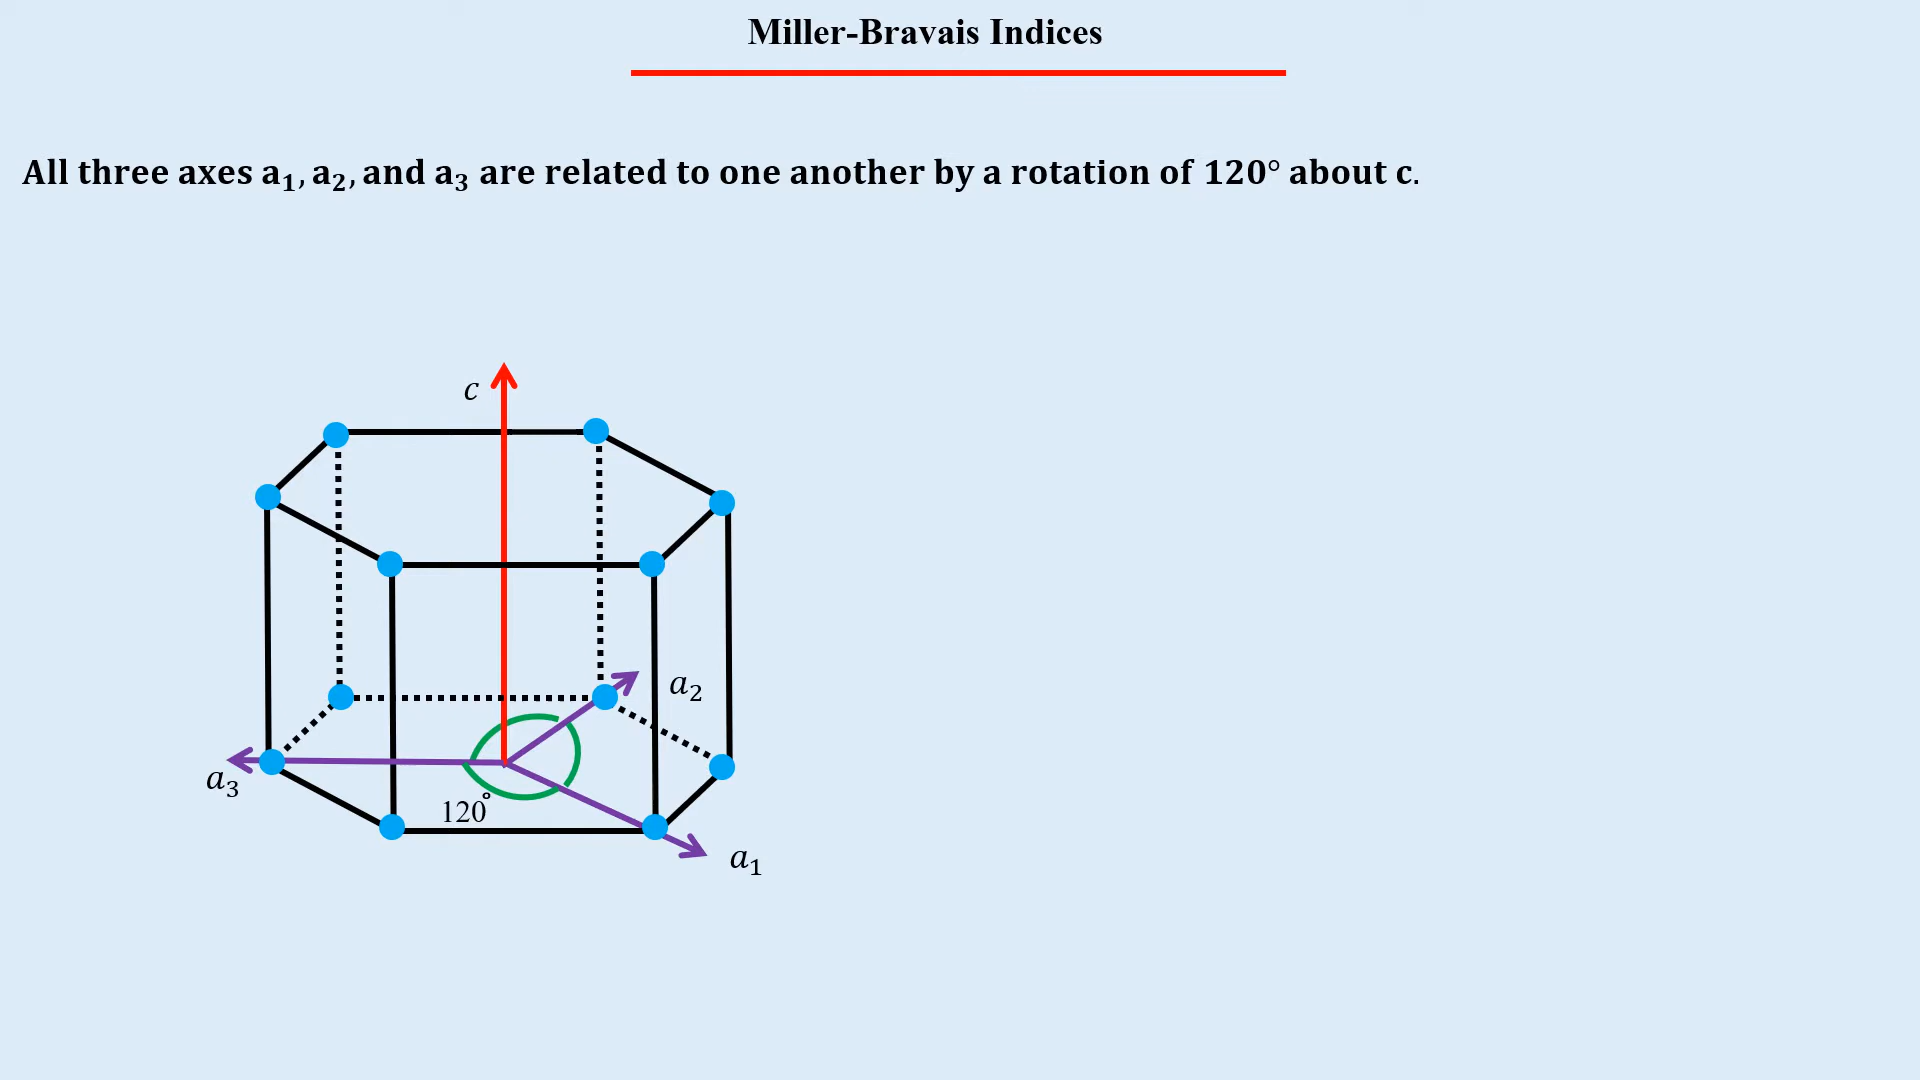 Miller-Bravais Indices
All three axes a₁, a₂, and a₃ are related to one another by a rotation of 120° about c.
c
a₂
a₃
120°
a₁